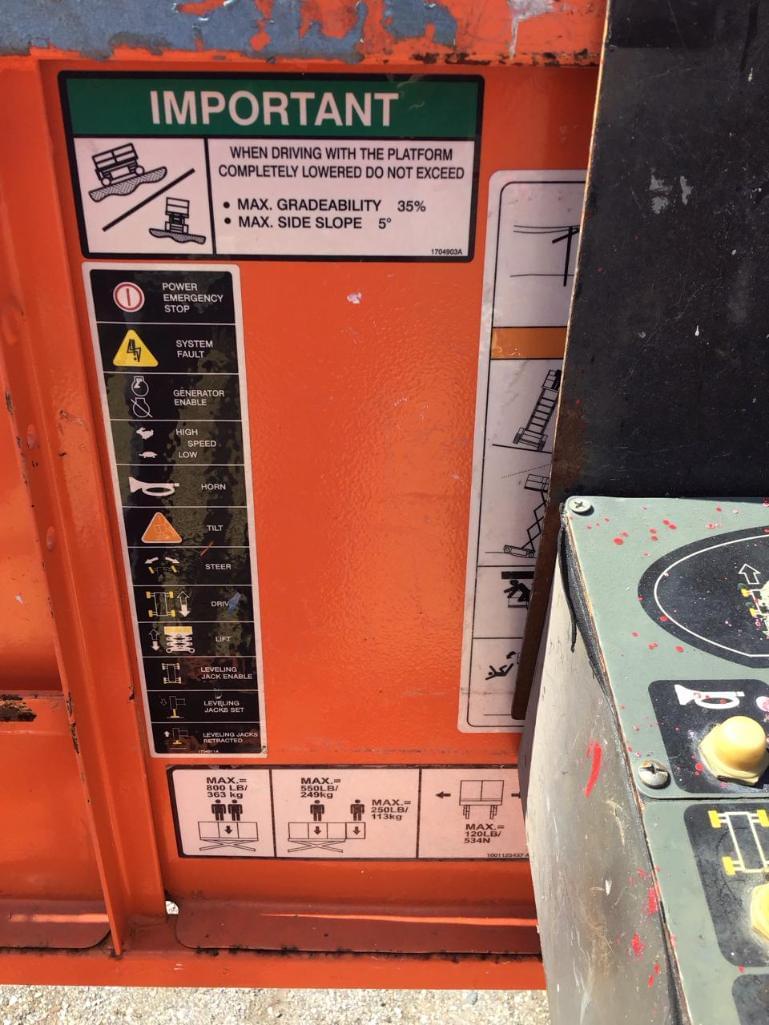 IMPORTANT
WHEN DRIVING WITH THE PLATFORM
COMPLETELY LOWERED DO NOT EXCEED
• MAX. GRADEABILITY 35%
• MAX. SIDE SLOPE 5°
1704903A
POWER
EMERGENCY
STOP
SYSTEM
FAULT
GENERATOR
ENABLE
HIGH
SPEED
LOW
HORN
TILT
STEER
DRIVE
LIFT
LEVELING
JACK ENABLE
LEVELING
JACKS SET
LEVELING JACKS
RETRACTED
MAX.=
800 LB/
363 kg
MAX.=
550LB/
249kg
MAX.=
250LB/
113kg
MAX.=
120LB/
534N